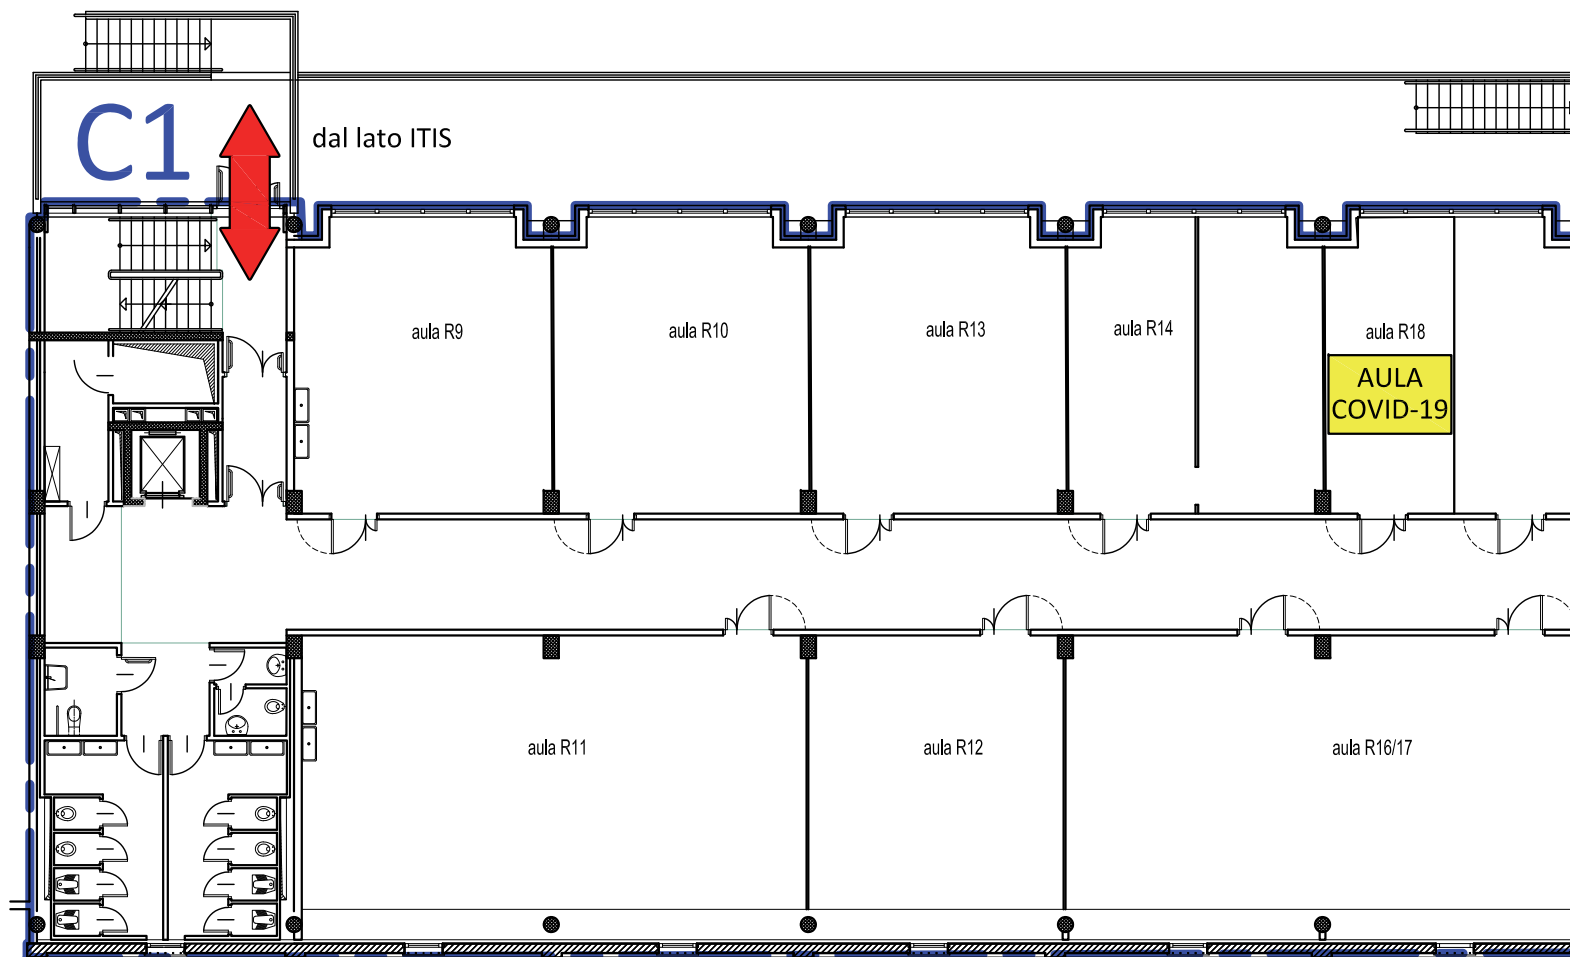 C1
dal lato ITIS
aula R9
aula R10
aula R13
aula R14
aula R18
AULA
COVID-19
aula R11
aula R12
aula R16/17